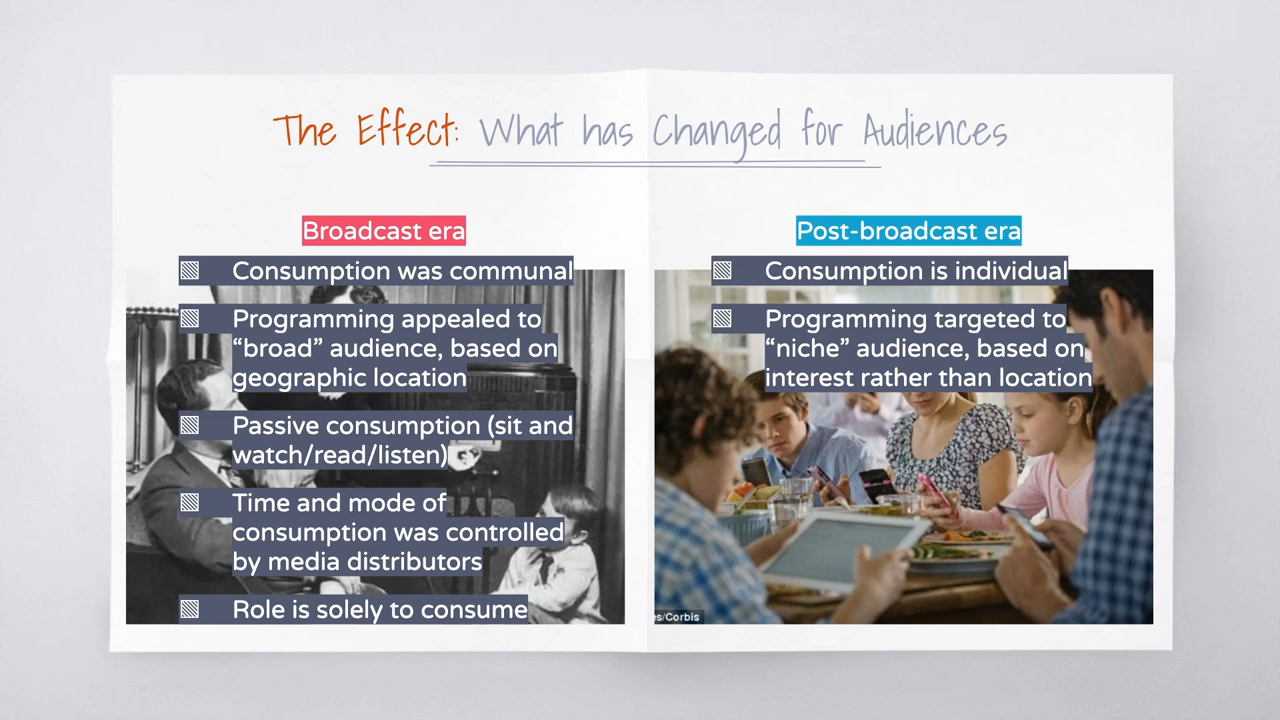 The Effect: What has Changed for Audiences
Broadcast era
Consumption was communal
Programming appealed to
“broad” audience, based on
geographic location
Passive consumption (sit and
watch/read/listen)
Time and mode of
consumption was controlled
by media distributors
Role is solely to consume
Post-broadcast era
Consumption is individual
Programming targeted to
“niche” audience, based on
interest rather than location
es/Corbis